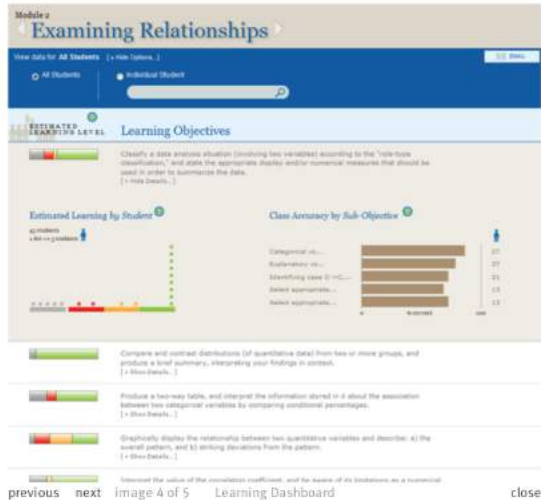 Module 2
Examining Relationships
View data for All Students [+ Hide Options...]
EMAIL
All Students
Individual Student
ESTIMATED
LEARNING LEVEL
Learning Objectives
Classify a data analysis situation (involving two variables) according to the "role-type
classification," and state the appropriate display and/or numerical measures that should be
used in order to summarize the data.
[+ Hide Details...]
Estimated Learning by Student
Class Accuracy by Sub-Objective
students
Categorical vs...
27
Explanatory vs...
27
Identifying case
21
Select appropriate...
13
Select appropriate...
13
0
% correct
100
Compare and contrast distributions (of quantitative data) from two or more groups, and
produce a brief summary, interpreting your findings in context.
[+ Show Details...]
Produce a two-way table, and interpret the information stored in it about the association
between two categorical variables by comparing conditional percentages.
[+ Show Details...]
Graphically display the relationship between two quantitative variables and describe: a) the
overall pattern, and b) striking deviations from the pattern.
[+ Show Details...]
Interpret the value of the correlation coefficient, and be aware of its limitations as a numerical
previous next image 4 of 5 Learning Dashboard close